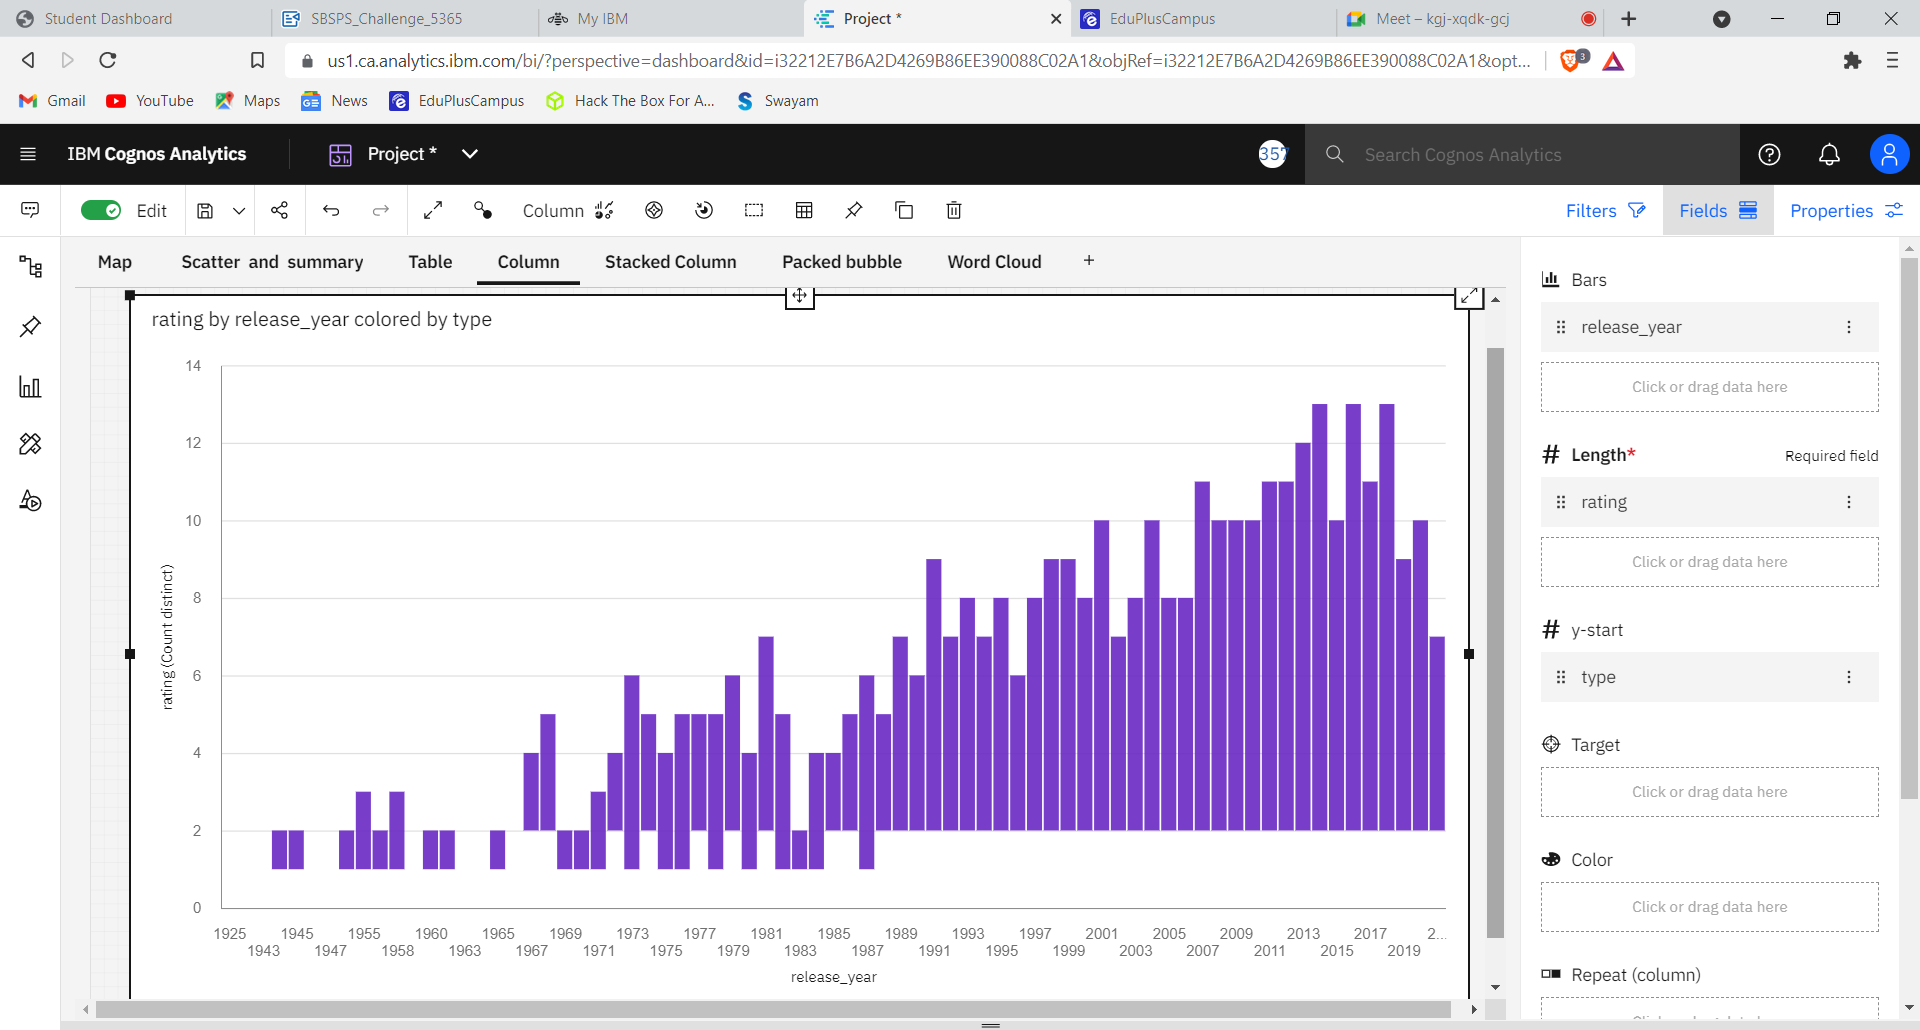 Student Dashboard
SBSPS_Challenge_5365
My IBM
Project *
EduPlusCampus
Meet – kgj-xqdk-gcj
us1.ca.analytics.ibm.com/bi/?perspective=dashboard&id=i32212E7B6A2D4269B86EE390088C02A1&objRef=i32212E7B6A2D4269B86EE390088C02A1&opt...
3
Gmail
YouTube
Maps
News
EduPlusCampus
Hack The Box For A...
Swayam
IBM Cognos Analytics
Project *
357
Search Cognos Analytics
Edit
Column
Filters
Fields
Properties
Map
Scatter and summary
Table
Column
Stacked Column
Packed bubble
Word Cloud
+
rating by release_year colored by type
14
12
10
8
6
4
2
0
rating (Count distinct)
1925 1945 1955 1960 1965 1969 1973 1977 1981 1985 1989 1993 1997 2001 2005 2009 2013 2017 2...
1943 1947 1958 1963 1967 1971 1975 1979 1983 1987 1991 1995 1999 2003 2007 2011 2015 2019
release_year
Bars
release_year
Click or drag data here
# Length* Required field
rating
Click or drag data here
# y-start
type
Target
Click or drag data here
Color
Click or drag data here
Repeat (column)